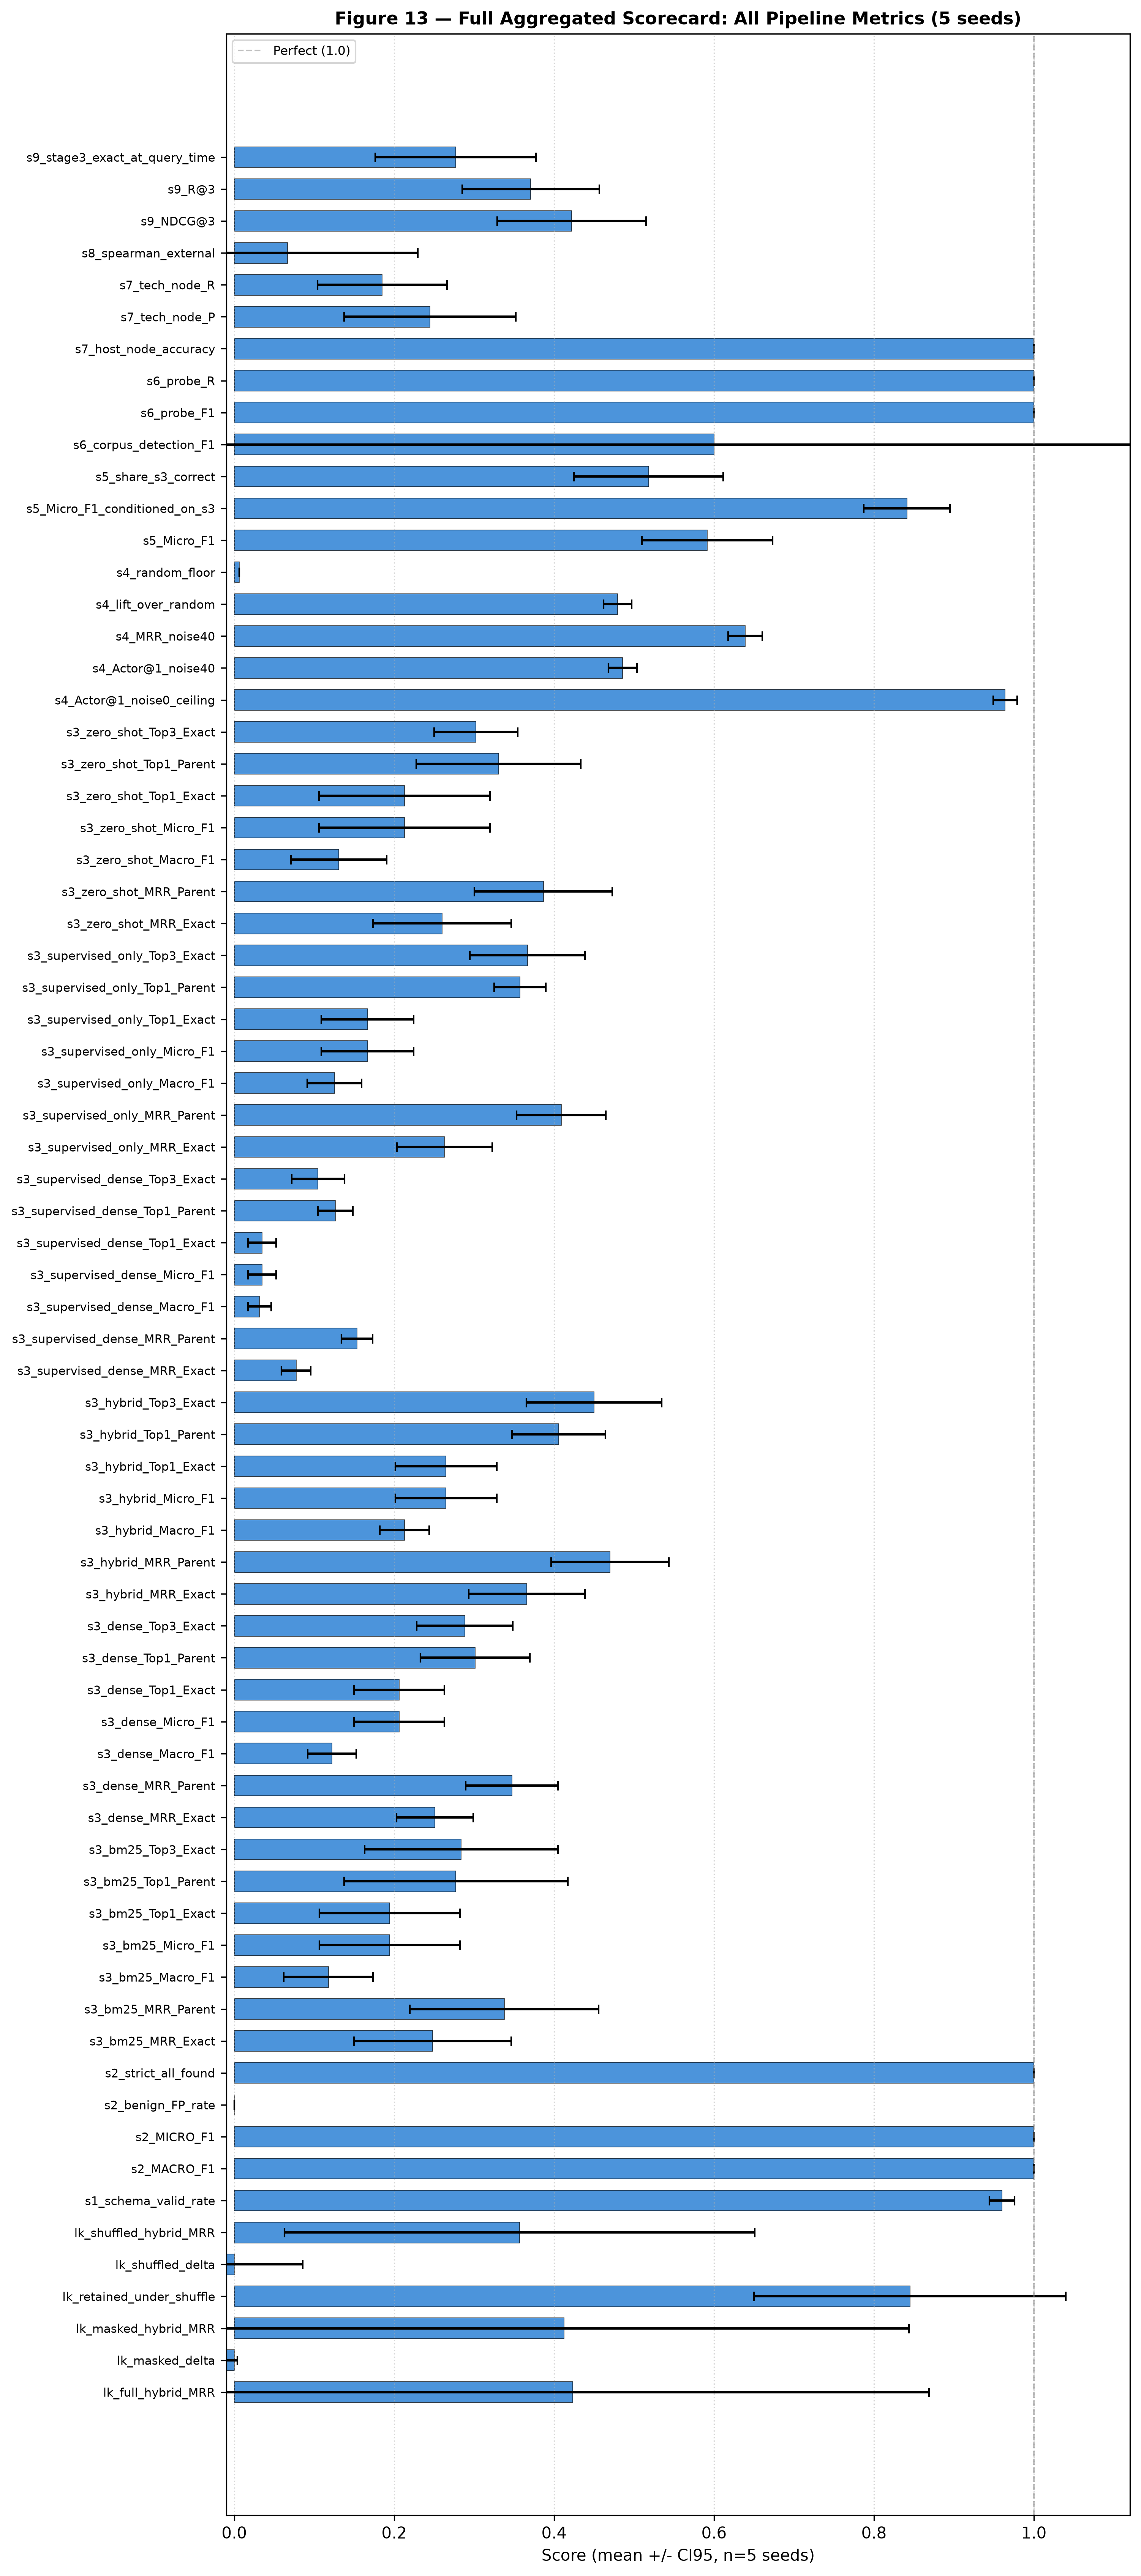 Figure 13 — Full Aggregated Scorecard: All Pipeline Metrics (5 seeds)
Perfect (1.0)
s9_stage3_exact_at_query_time
s9_R@3
s9_NDCG@3
s8_spearman_external
s7_tech_node_R
s7_tech_node_P
s7_host_node_accuracy
s6_probe_R
s6_probe_F1
s6_corpus_detection_F1
s5_share_s3_correct
s5_Micro_F1_conditioned_on_s3
s5_Micro_F1
s4_random_floor
s4_lift_over_random
s4_MRR_noise40
s4_Actor@1_noise40
s4_Actor@1_noise0_ceiling
s3_zero_shot_Top3_Exact
s3_zero_shot_Top1_Parent
s3_zero_shot_Top1_Exact
s3_zero_shot_Micro_F1
s3_zero_shot_Macro_F1
s3_zero_shot_MRR_Parent
s3_zero_shot_MRR_Exact
s3_supervised_only_Top3_Exact
s3_supervised_only_Top1_Parent
s3_supervised_only_Top1_Exact
s3_supervised_only_Micro_F1
s3_supervised_only_Macro_F1
s3_supervised_only_MRR_Parent
s3_supervised_only_MRR_Exact
s3_supervised_dense_Top3_Exact
s3_supervised_dense_Top1_Parent
s3_supervised_dense_Top1_Exact
s3_supervised_dense_Micro_F1
s3_supervised_dense_Macro_F1
s3_supervised_dense_MRR_Parent
s3_supervised_dense_MRR_Exact
s3_hybrid_Top3_Exact
s3_hybrid_Top1_Parent
s3_hybrid_Top1_Exact
s3_hybrid_Micro_F1
s3_hybrid_Macro_F1
s3_hybrid_MRR_Parent
s3_hybrid_MRR_Exact
s3_dense_Top3_Exact
s3_dense_Top1_Parent
s3_dense_Top1_Exact
s3_dense_Micro_F1
s3_dense_Macro_F1
s3_dense_MRR_Parent
s3_dense_MRR_Exact
s3_bm25_Top3_Exact
s3_bm25_Top1_Parent
s3_bm25_Top1_Exact
s3_bm25_Micro_F1
s3_bm25_Macro_F1
s3_bm25_MRR_Parent
s3_bm25_MRR_Exact
s2_strict_all_found
s2_benign_FP_rate
s2_MICRO_F1
s2_MACRO_F1
s1_schema_valid_rate
lk_shuffled_hybrid_MRR
lk_shuffled_delta
lk_retained_under_shuffle
lk_masked_hybrid_MRR
lk_masked_delta
lk_full_hybrid_MRR
0.0 0.2 0.4 0.6 0.8 1.0
Score (mean +/- CI95, n=5 seeds)